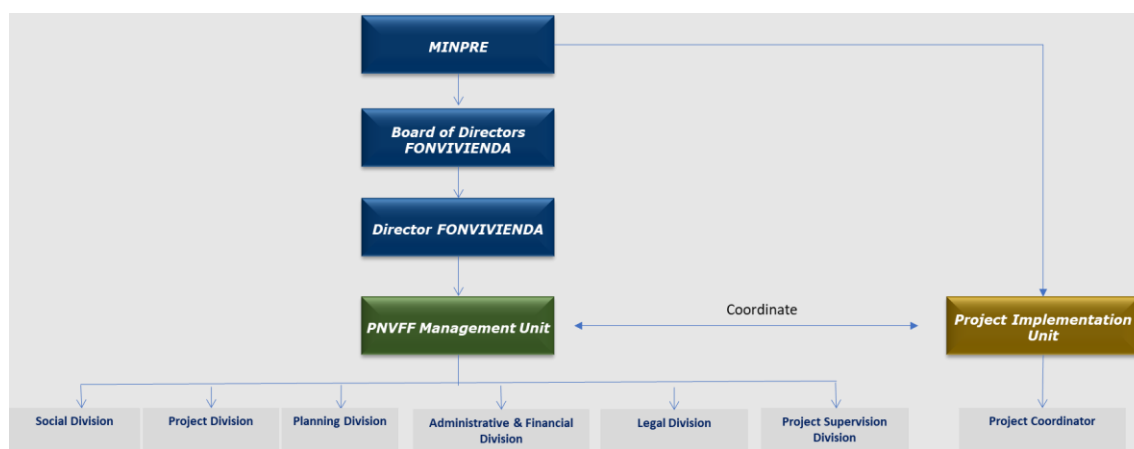 MINPRE
Board of Directors
FONVIVIENDA
Director FONVIVIENDA
PNVFF Management Unit
Coordinate
Project Implementation
Unit
Social Division
Project Division
Planning Division
Administrative & Financial
Division
Legal Division
Project Supervision
Division
Project Coordinator